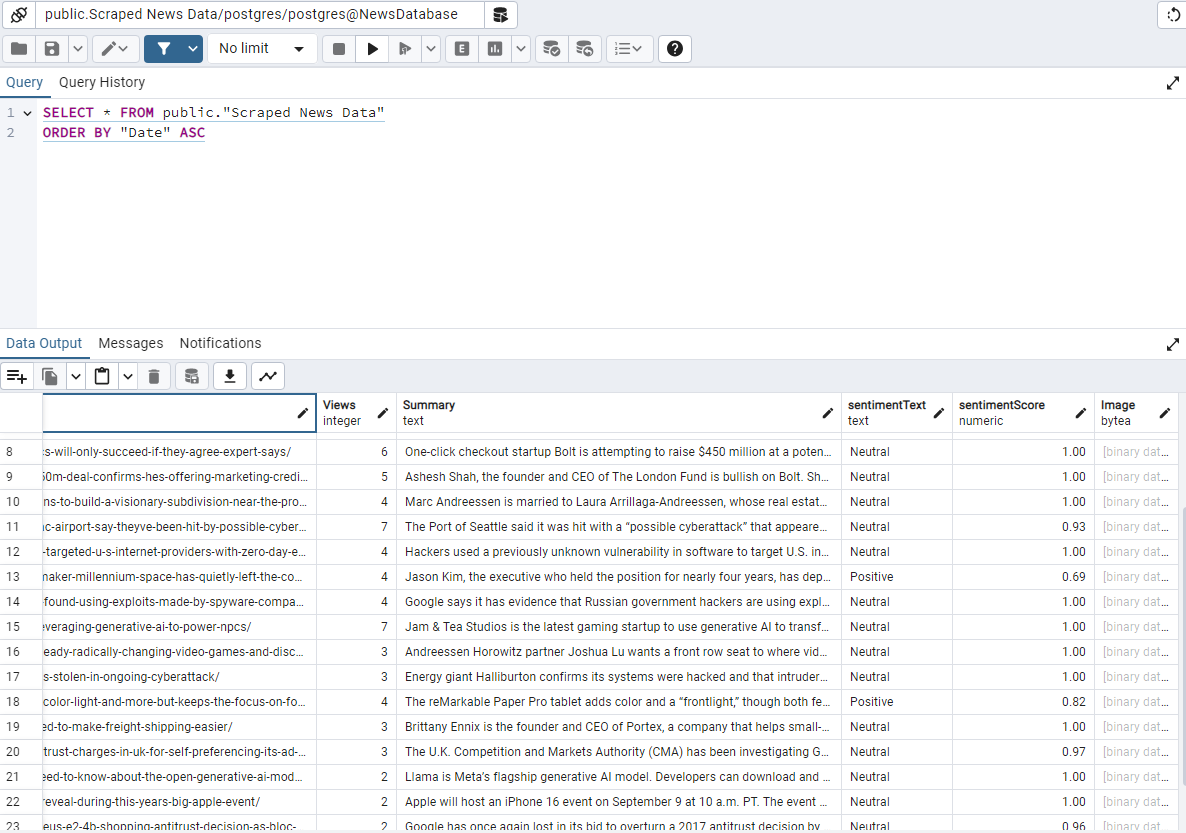 public.Scraped News Data/postgres/postgres@NewsDatabase
No limit
E
Query Query History
1 SELECT * FROM public."Scraped News Data"
2 ORDER BY "Date" ASC
Data Output Messages Notifications
Views Summary sentimentText sentimentScore Image
integer text text numeric bytea
8 s-will-only-succeed-if-they-agree-expert-says/ 6 One-click checkout startup Bolt is attempting to raise $450 million at a poten... Neutral 1.00 [binary dat...
9 50m-deal-confirms-hes-offering-marketing-credi... 5 Ashesh Shah, the founder and CEO of The London Fund is bullish on Bolt. Sh... Neutral 1.00 [binary dat...
10 ns-to-build-a-visionary-subdivision-near-the-pro... 4 Marc Andreessen is married to Laura Arrillaga-Andreessen, whose real estat... Neutral 1.00 [binary dat...
11 ac-airport-say-theyve-been-hit-by-possible-cyber... 7 The Port of Seattle said it was hit with a “possible cyberattack” that appeare... Neutral 0.93 [binary dat...
12 -targeted-u-s-internet-providers-with-zero-day-e... 4 Hackers used a previously unknown vulnerability in software to target U.S. in... Neutral 1.00 [binary dat...
13 maker-millennium-space-has-quietly-left-the-co... 4 Jason Kim, the executive who held the position for nearly four years, has dep... Positive 0.69 [binary dat...
14 -found-using-exploits-made-by-spyware-compa... 4 Google says it has evidence that Russian government hackers are using expl... Neutral 1.00 [binary dat...
15 everaging-generative-ai-to-power-npcs/ 7 Jam & Tea Studios is the latest gaming startup to use generative AI to transf... Neutral 1.00 [binary dat...
16 eady-radically-changing-video-games-and-disc... 3 Andreessen Horowitz partner Joshua Lu wants a front row seat to where vid... Neutral 1.00 [binary dat...
17 s-stolen-in-ongoing-cyberattack/ 3 Energy giant Halliburton confirms its systems were hacked and that intruder... Neutral 1.00 [binary dat...
18 color-light-and-more-but-keeps-the-focus-on-fo... 4 The reMarkable Paper Pro tablet adds color and a “frontlight,” though both fe... Positive 0.82 [binary dat...
19 ed-to-make-freight-shipping-easier/ 3 Brittany Ennix is the founder and CEO of Portex, a company that helps small-... Neutral 1.00 [binary dat...
20 trust-charges-in-uk-for-self-preferencing-its-ad-... 3 The U.K. Competition and Markets Authority (CMA) has been investigating G... Neutral 0.97 [binary dat...
21 eed-to-know-about-the-open-generative-ai-mod... 2 Llama is Meta’s flagship generative AI model. Developers can download and ... Neutral 1.00 [binary dat...
22 reveal-during-this-years-big-apple-event/ 2 Apple will host an iPhone 16 event on September 9 at 10 a.m. PT. The event ... Neutral 1.00 [binary dat...
23 eus-e2-4b-shopping-antitrust-decision-as-bloc-... 2 Google has once again lost in its bid to overturn a 2017 antitrust decision by... Neutral 0.96 [binary dat...